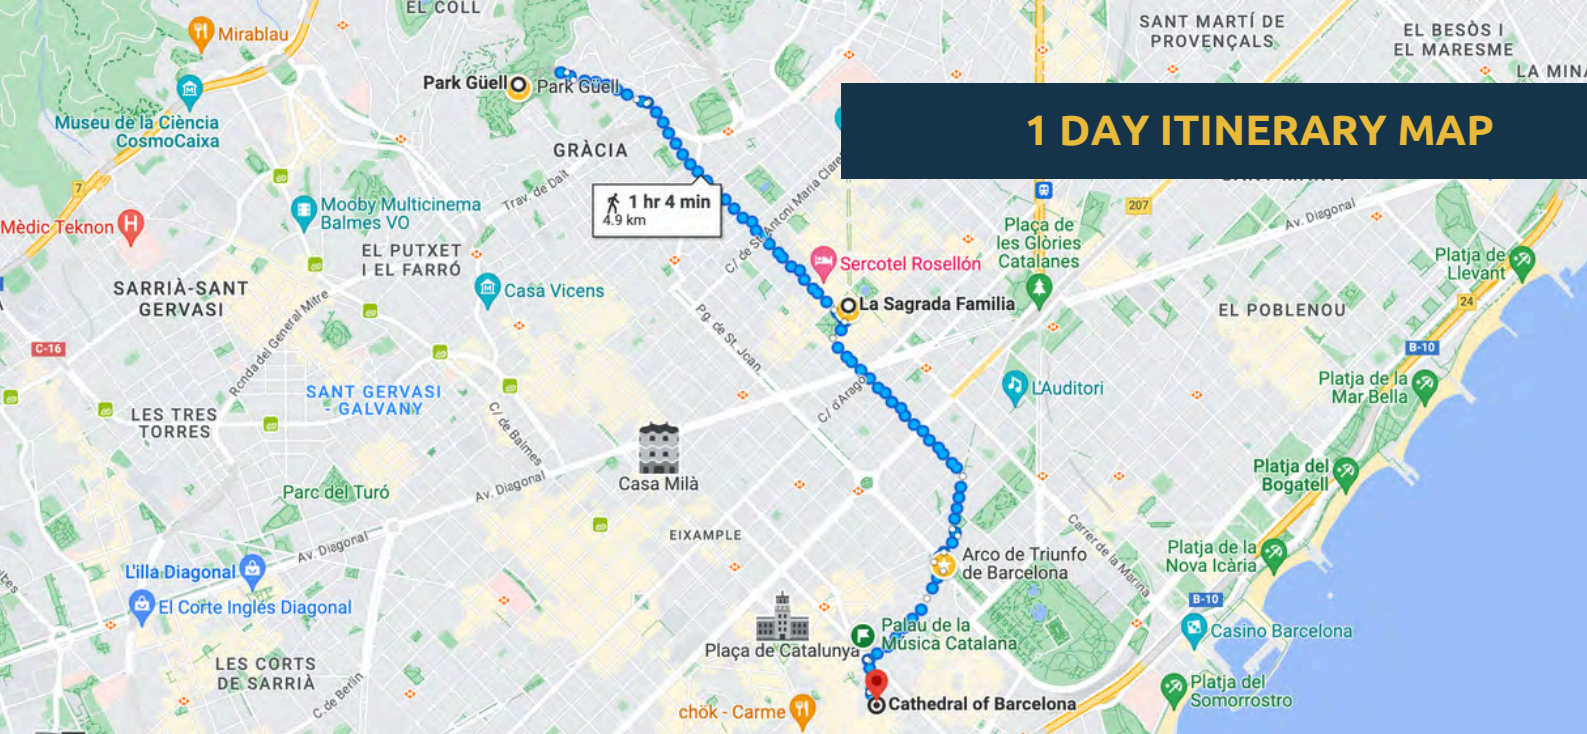 EL COLL
Mirablau
SANT MARTÍ DE
PROVENÇALS
EL BESÒS I
EL MARESME
LA MINA
Park Güell
Park Güell
1 DAY ITINERARY MAP
Museu de la Ciència
CosmoCaixa
GRÀCIA
7
Trav. de Dalt
1 hr 4 min
4.9 km
C/ de St. Antoni Maria Clare
207
Av. Diagonal
Mooby Multicinema
Balmes VO
Mèdic Teknon
H
EL PUTXET
I EL FARRÓ
Plaça de
les Glòries
Catalanes
Platja de
Llevant
Sercotel Rosellón
SARRIÀ-SANT
GERVASI
Casa Vicens
La Sagrada Familia
24
EL POBLENOU
Ronda del General Mitre
Pg. de St. Joan
C-16
B-10
SANT GERVASI
- GALVANY
C/ d'Aragó
L'Auditori
Platja de la
Mar Bella
LES TRES
TORRES
C/ de Balmes
Casa Milà
Platja del
Bogatell
Parc del Turó
Av. Diagonal
EIXAMPLE
Carrer de la Marina
Av. Diagonal
Arco de Triunfo
de Barcelona
Platja de la
Nova Icària
L'illa Diagonal
El Corte Inglés Diagonal
B-10
Palau de la
Música Catalana
Casino Barcelona
Plaça de Catalunya
LES CORTS
DE SARRIÀ
C. de Berlín
Platja del
Somorrostro
chök - Carme
Cathedral of Barcelona